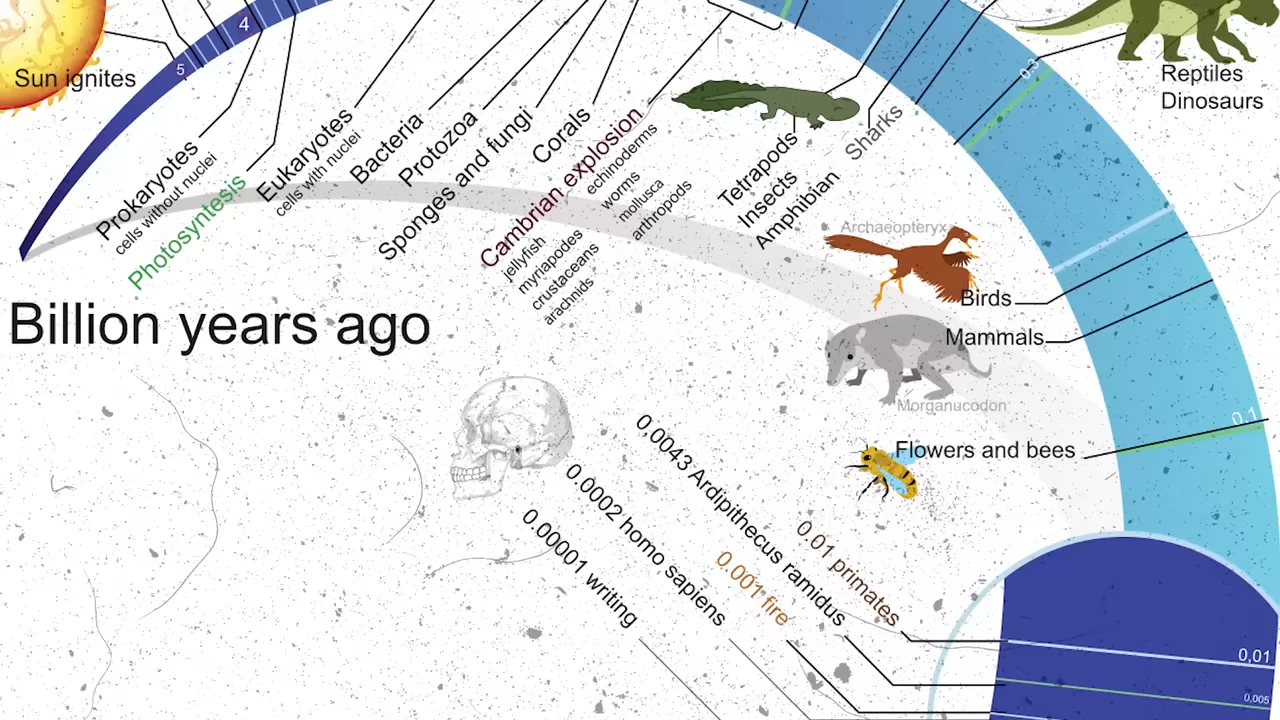 4
5
Sun ignites
0.3
Reptiles
Dinosaurs
Prokaryotes
cells without nuclei
Photosyntesis
Eukaryotes
cells with nuclei
Bacteria
Protozoa
Sponges and fungi
Corals
Cambrian explosion
echinoderms
worms
mollusca
arthropods
jellyfish
myriapodes
crustaceans
arachnids
Tetrapods
Insects
Amphibian
Sharks
Archaeopteryx
Birds
Mammals
Morganucodon
Billion years ago
0.1
Flowers and bees
0,0043 Ardipithecus ramidus
0.0002 homo sapiens
0.00001 writing
0.01 primates
0.001 fire
0,01
0,005